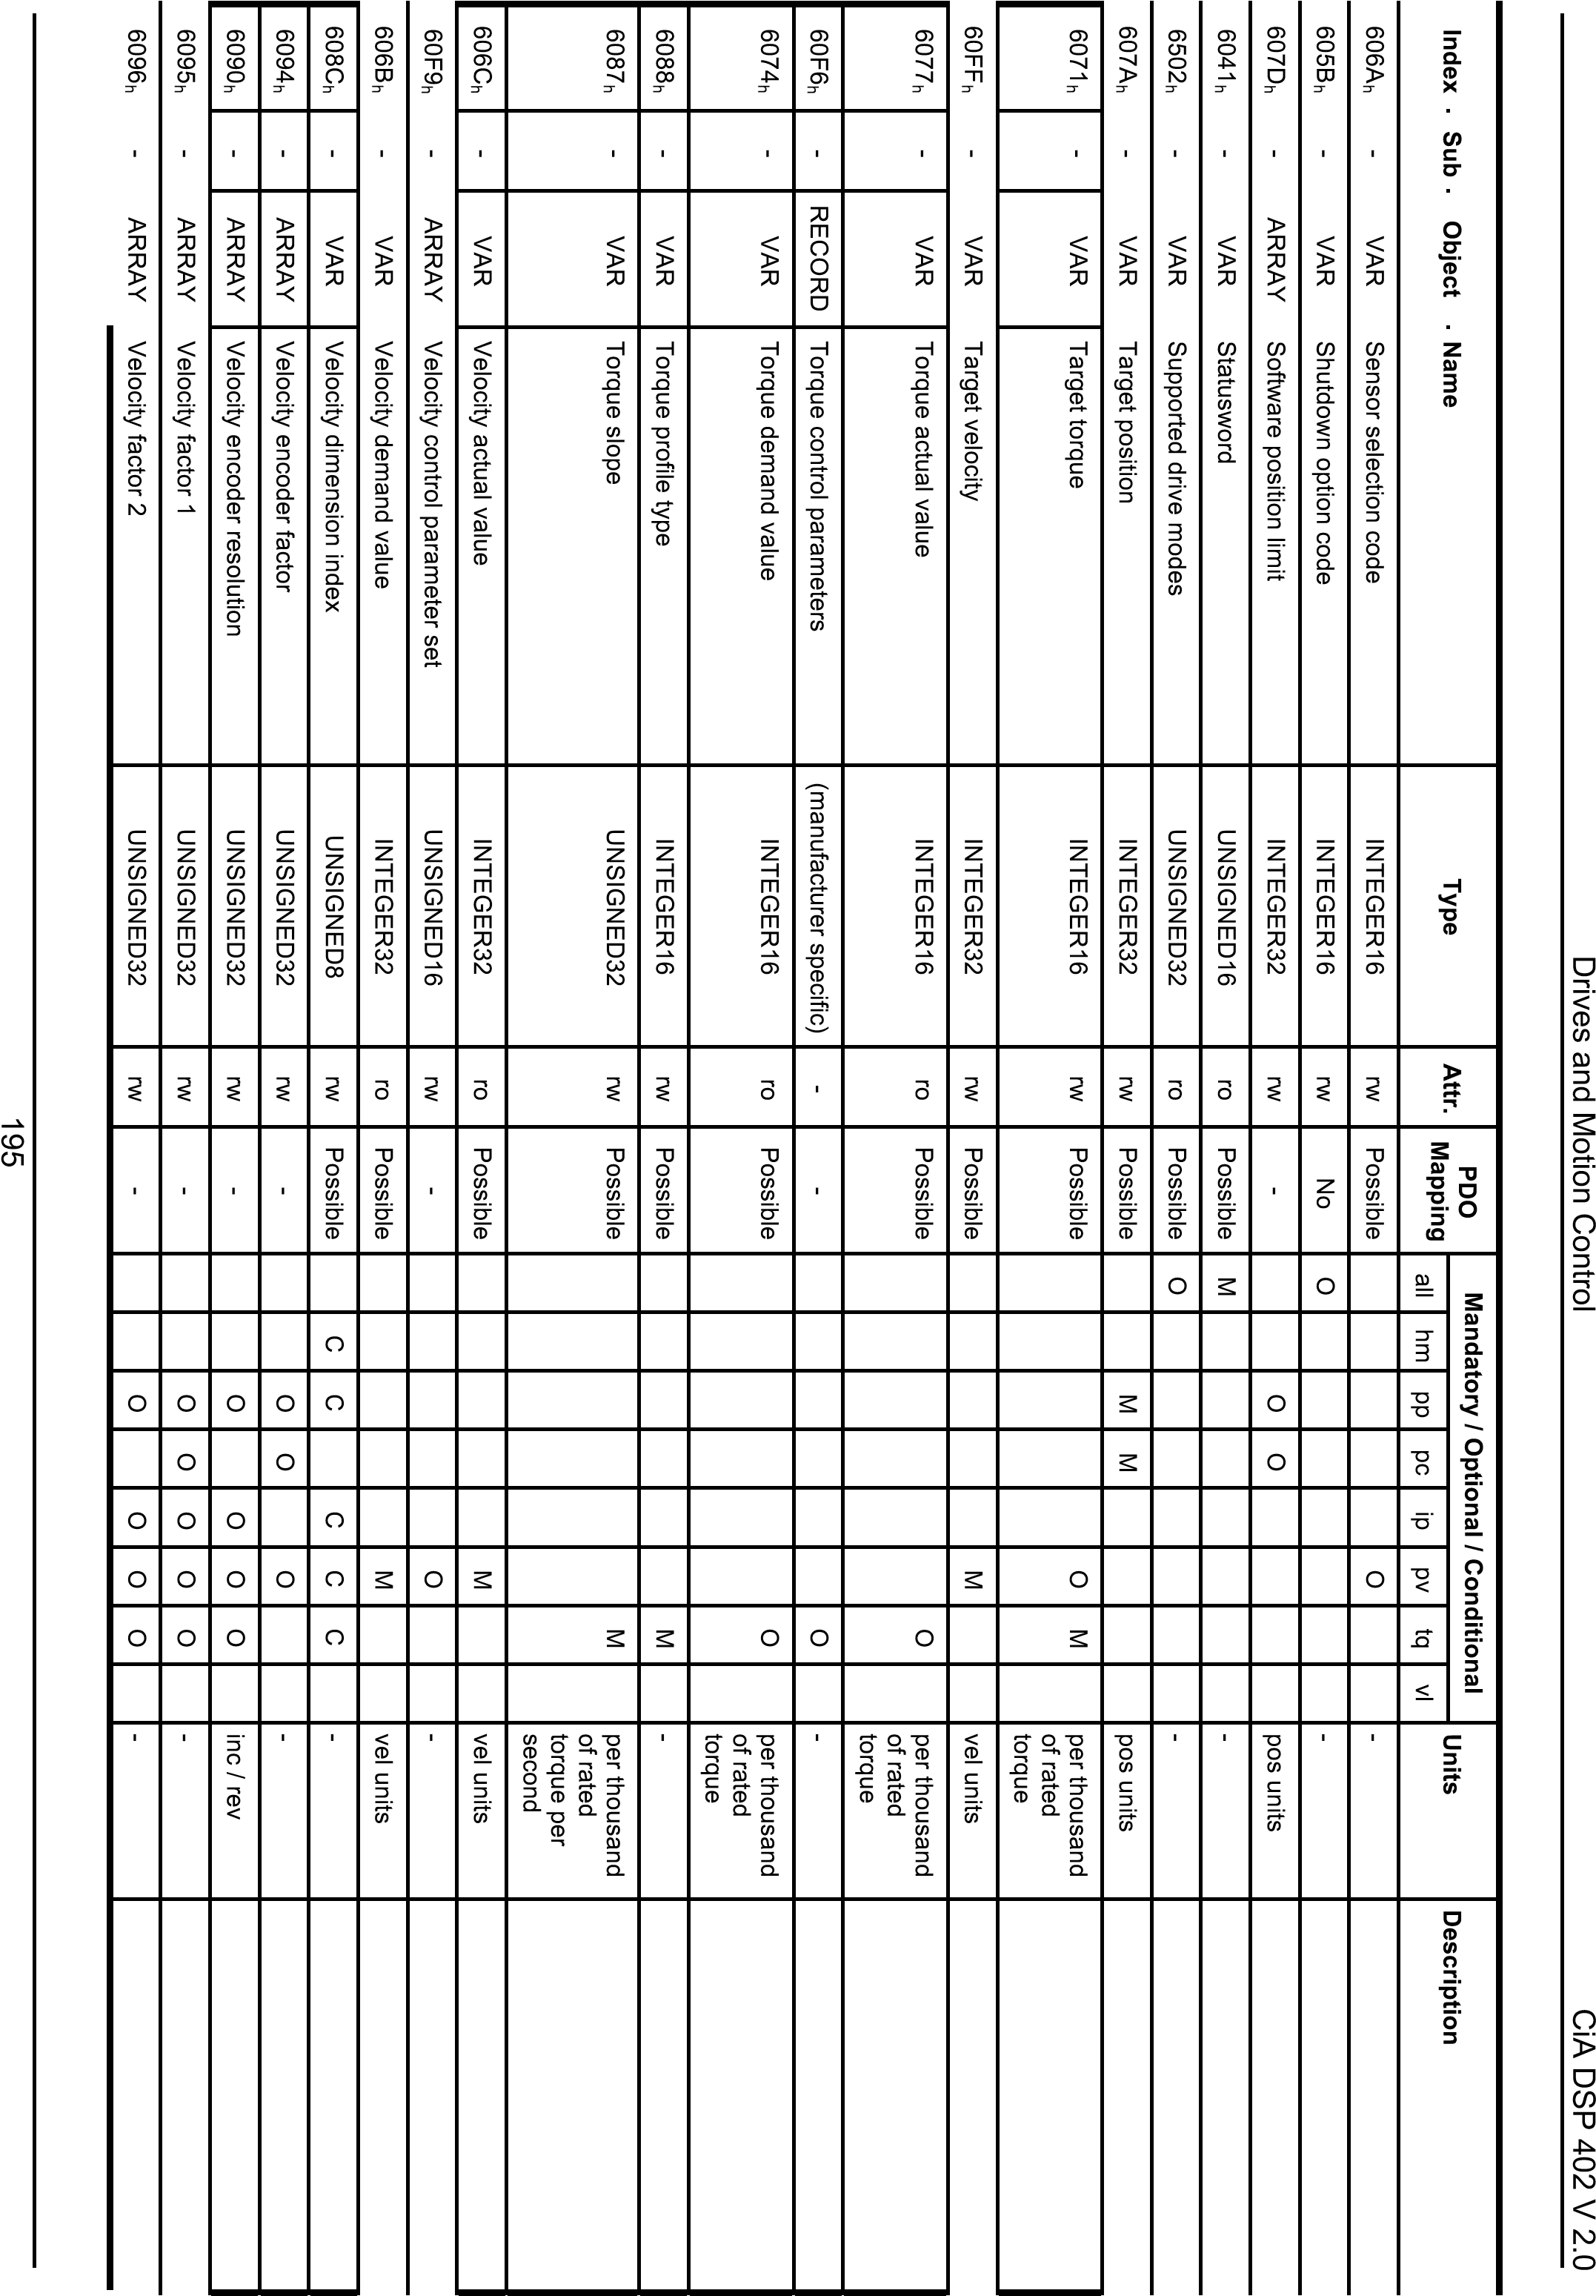 Drives and Motion Control CiA DSP 402 V 2.0
Index Sub Object Name Type Attr. PDO Mapping Mandatory / Optional / Conditional Units Description
all hm pp pc ip pv tq vl
606Ah - VAR Sensor selection code INTEGER16 rw Possible O -
605Bh - VAR Shutdown option code INTEGER16 rw No O -
607Dh - ARRAY Software position limit INTEGER32 rw - O O pos units
6041h - VAR Statusword UNSIGNED16 ro Possible M -
6502h - VAR Supported drive modes UNSIGNED32 ro Possible O -
607Ah - VAR Target position INTEGER32 rw Possible M M pos units
6071h - VAR Target torque INTEGER16 rw Possible O M per thousand
of rated
torque
60FFh - VAR Target velocity INTEGER32 rw Possible M vel units
6077h - VAR Torque actual value INTEGER16 ro Possible O per thousand
of rated
torque
60F6h - RECORD Torque control parameters (manufacturer specific) - - O -
6074h - VAR Torque demand value INTEGER16 ro Possible O per thousand
of rated
torque
6088h - VAR Torque profile type INTEGER16 rw Possible M -
6087h - VAR Torque slope UNSIGNED32 rw Possible M per thousand
of rated
torque per
second
606Ch - VAR Velocity actual value INTEGER32 ro Possible M vel units
60F9h - ARRAY Velocity control parameter set UNSIGNED16 rw - O -
606Bh - VAR Velocity demand value INTEGER32 ro Possible M vel units
608Ch - VAR Velocity dimension index UNSIGNED8 rw Possible C C C C C -
6094h - ARRAY Velocity encoder factor UNSIGNED32 rw - O O O -
6090h - ARRAY Velocity encoder resolution UNSIGNED32 rw - O O O O inc / rev
6095h - ARRAY Velocity factor 1 UNSIGNED32 rw - O O O O O -
6096h - ARRAY Velocity factor 2 UNSIGNED32 rw - O O O O -
195